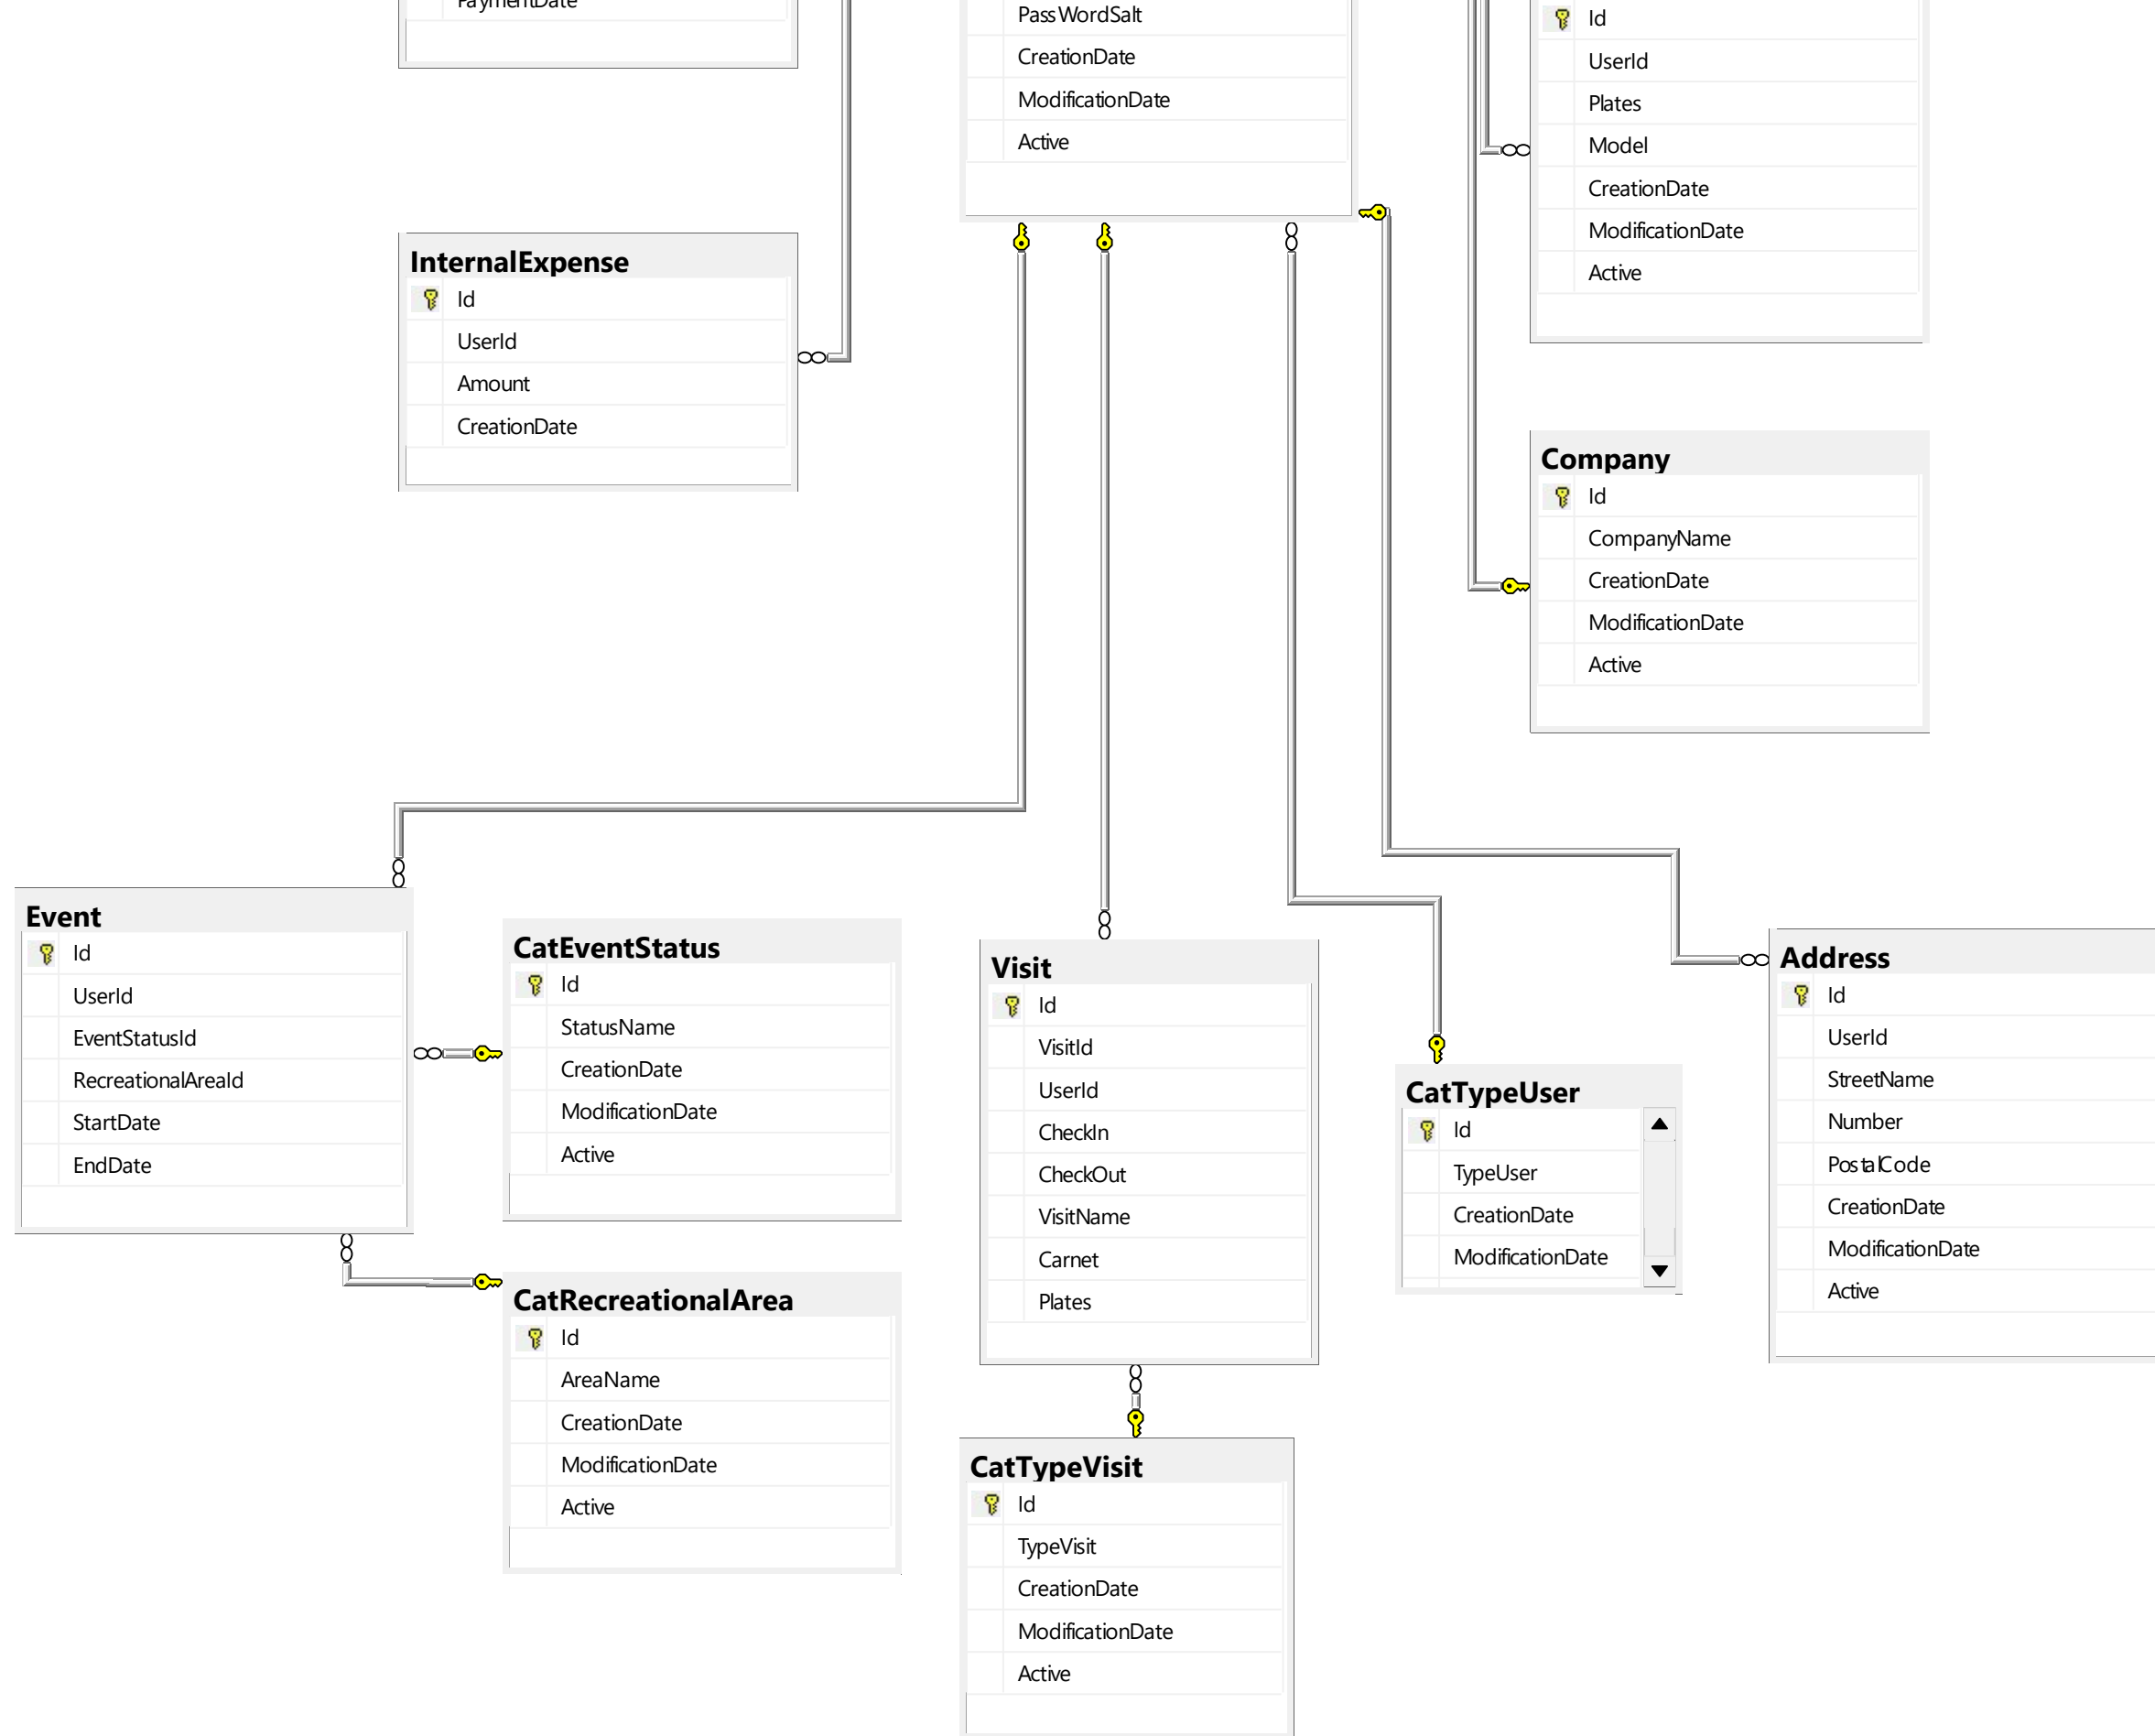 PaymentDate
PassWordSalt
CreationDate
ModificationDate
Active
Id
UserId
Plates
Model
CreationDate
ModificationDate
Active
InternalExpense
Id
UserId
Amount
CreationDate
Company
Id
CompanyName
CreationDate
ModificationDate
Active
Event
Id
UserId
EventStatusId
RecreationalAreaId
StartDate
EndDate
CatEventStatus
Id
StatusName
CreationDate
ModificationDate
Active
CatRecreationalArea
Id
AreaName
CreationDate
ModificationDate
Active
Visit
Id
VisitId
UserId
CheckIn
CheckOut
VisitName
Carnet
Plates
CatTypeVisit
Id
TypeVisit
CreationDate
ModificationDate
Active
CatTypeUser
Id
TypeUser
CreationDate
ModificationDate
Address
Id
UserId
StreetName
Number
PostalCode
CreationDate
ModificationDate
Active